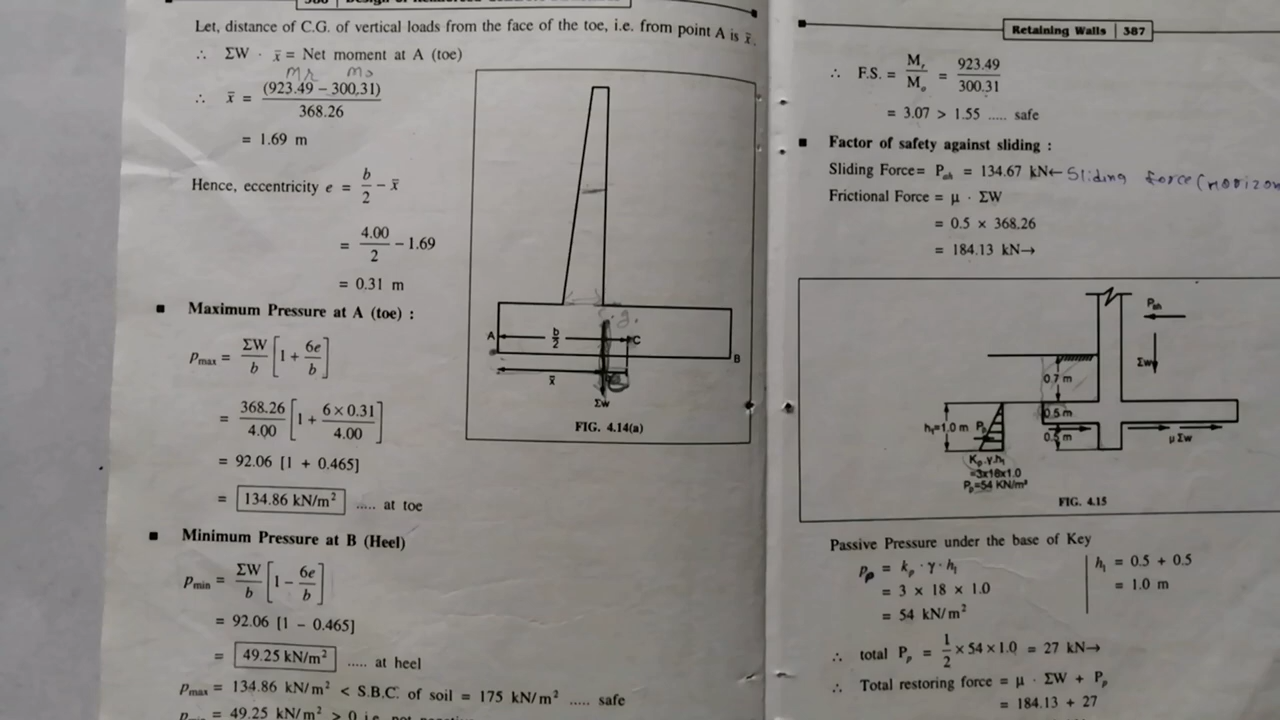 Let, distance of C.G. of vertical loads from the face of the toe, i.e. from point A is x̄.
∴ ΣW · x̄ = Net moment at A (toe)
Mr Mo
∴ x̄ = (923.49 – 300.31) / 368.26
= 1.69 m
Hence, eccentricity e = b/2 – x̄
= 4.00/2 – 1.69
= 0.31 m
■ Maximum Pressure at A (toe) :
Pmax = ΣW/b [1 + 6e/b]
= 368.26/4.00 [1 + 6 × 0.31/4.00]
= 92.06 [1 + 0.465]
= 134.86 kN/m² ..... at toe
■ Minimum Pressure at B (Heel)
Pmin = ΣW/b [1 – 6e/b]
= 92.06 [1 – 0.465]
= 49.25 kN/m² ..... at heel
Pmax = 134.86 kN/m² < S.B.C. of soil = 175 kN/m² ..... safe
= 49.25 kN/m² > 0 i.e. not
c.g.
A b/2 C
B
x̄
Σw
FIG. 4.14(a)
Retaining Walls | 387
∴ F.S. = Mr/Mo = 923.49/300.31
= 3.07 > 1.55 ..... safe
■ Factor of safety against sliding :
Sliding Force = Pah = 134.67 kN← Sliding force (horizon
Frictional Force = μ · ΣW
= 0.5 × 368.26
= 184.13 kN→
Pah
Σw
0.7 m
0.5 m
h₁=1.0 m Pp
0.5 m
μΣw
Kp.γ.h₁
=3x18x1.0
Pp=54 KN/m²
FIG. 4.15
Passive Pressure under the base of Key
Pp = kp · γ · h₁
h₁ = 0.5 + 0.5
= 3 × 18 × 1.0
= 1.0 m
= 54 kN/m²
∴ total Pp = 1/2 × 54 × 1.0 = 27 kN→
∴ Total restoring force = μ · ΣW + Pp
= 184.13 + 27